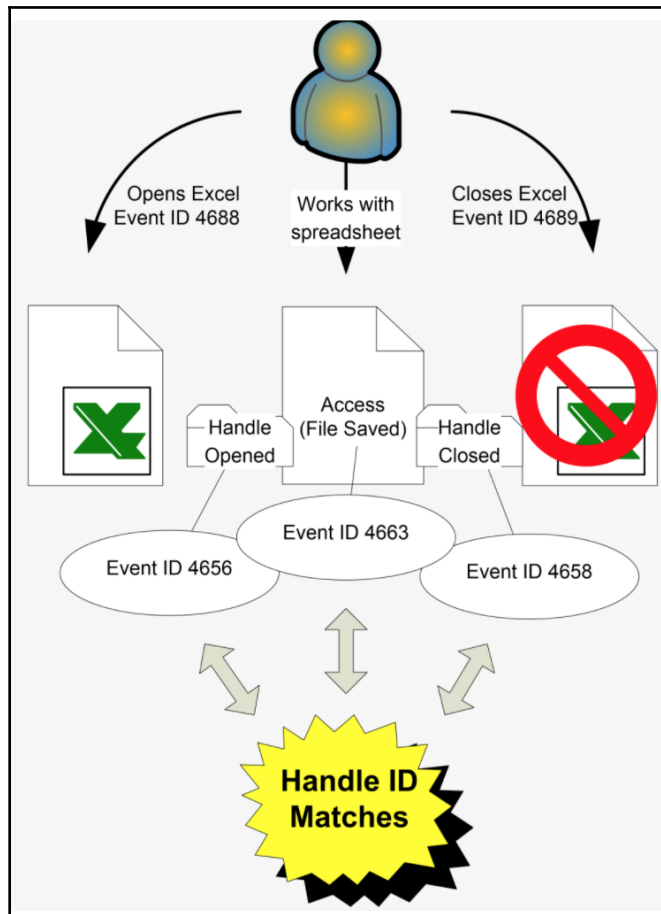 Opens Excel
Event ID 4688
Works with
spreadsheet
Closes Excel
Event ID 4689
Handle
Opened
Access
(File Saved)
Handle
Closed
Event ID 4656
Event ID 4663
Event ID 4658
Handle ID
Matches